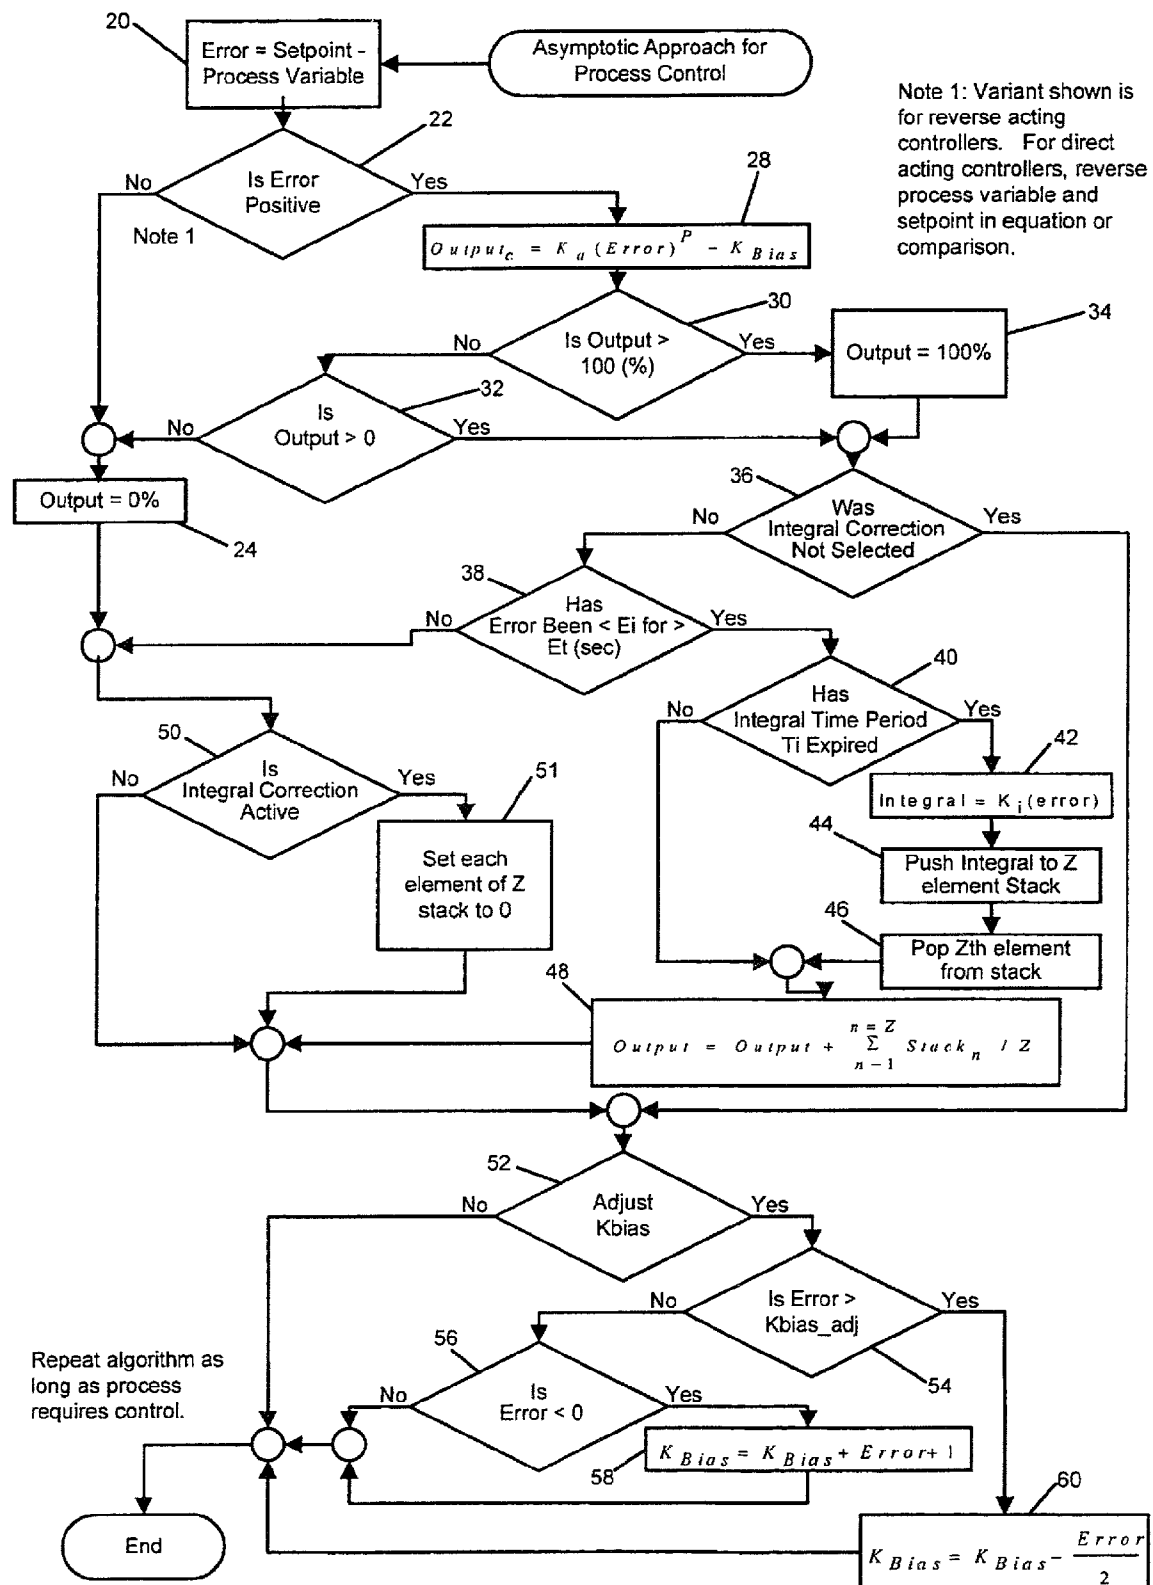 20
Error = Setpoint -
Process Variable
Asymptotic Approach for
Process Control
Note 1: Variant shown is
for reverse acting
controllers. For direct
acting controllers, reverse
process variable and
setpoint in equation or
comparison.
22
Is Error
Positive
No
Yes
Note 1
28
Output_c = K_a (Error)^P - K_Bias
30
Is Output >
100 (%)
No
Yes
34
Output = 100%
32
Is
Output > 0
No
Yes
Output = 0%
24
36
Was
Integral Correction
Not Selected
No
Yes
38
Has
Error Been < Ei for >
Et (sec)
No
Yes
40
Has
Integral Time Period
Ti Expired
No
Yes
42
Integral = K_i (error)
44
Push Integral to Z
element Stack
46
Pop Zth element
from stack
50
Is
Integral Correction
Active
No
Yes
51
Set each
element of Z
stack to 0
48
n = Z
Output = Output + Σ Stack_n / Z
n - 1
52
Adjust
Kbias
No
Yes
Is Error >
Kbias_adj
No
Yes
54
56
Is
Error < 0
No
Yes
58
K_Bias = K_Bias + Error + 1
60
K_Bias = K_Bias - Error / 2
Repeat algorithm as
long as process
requires control.
End